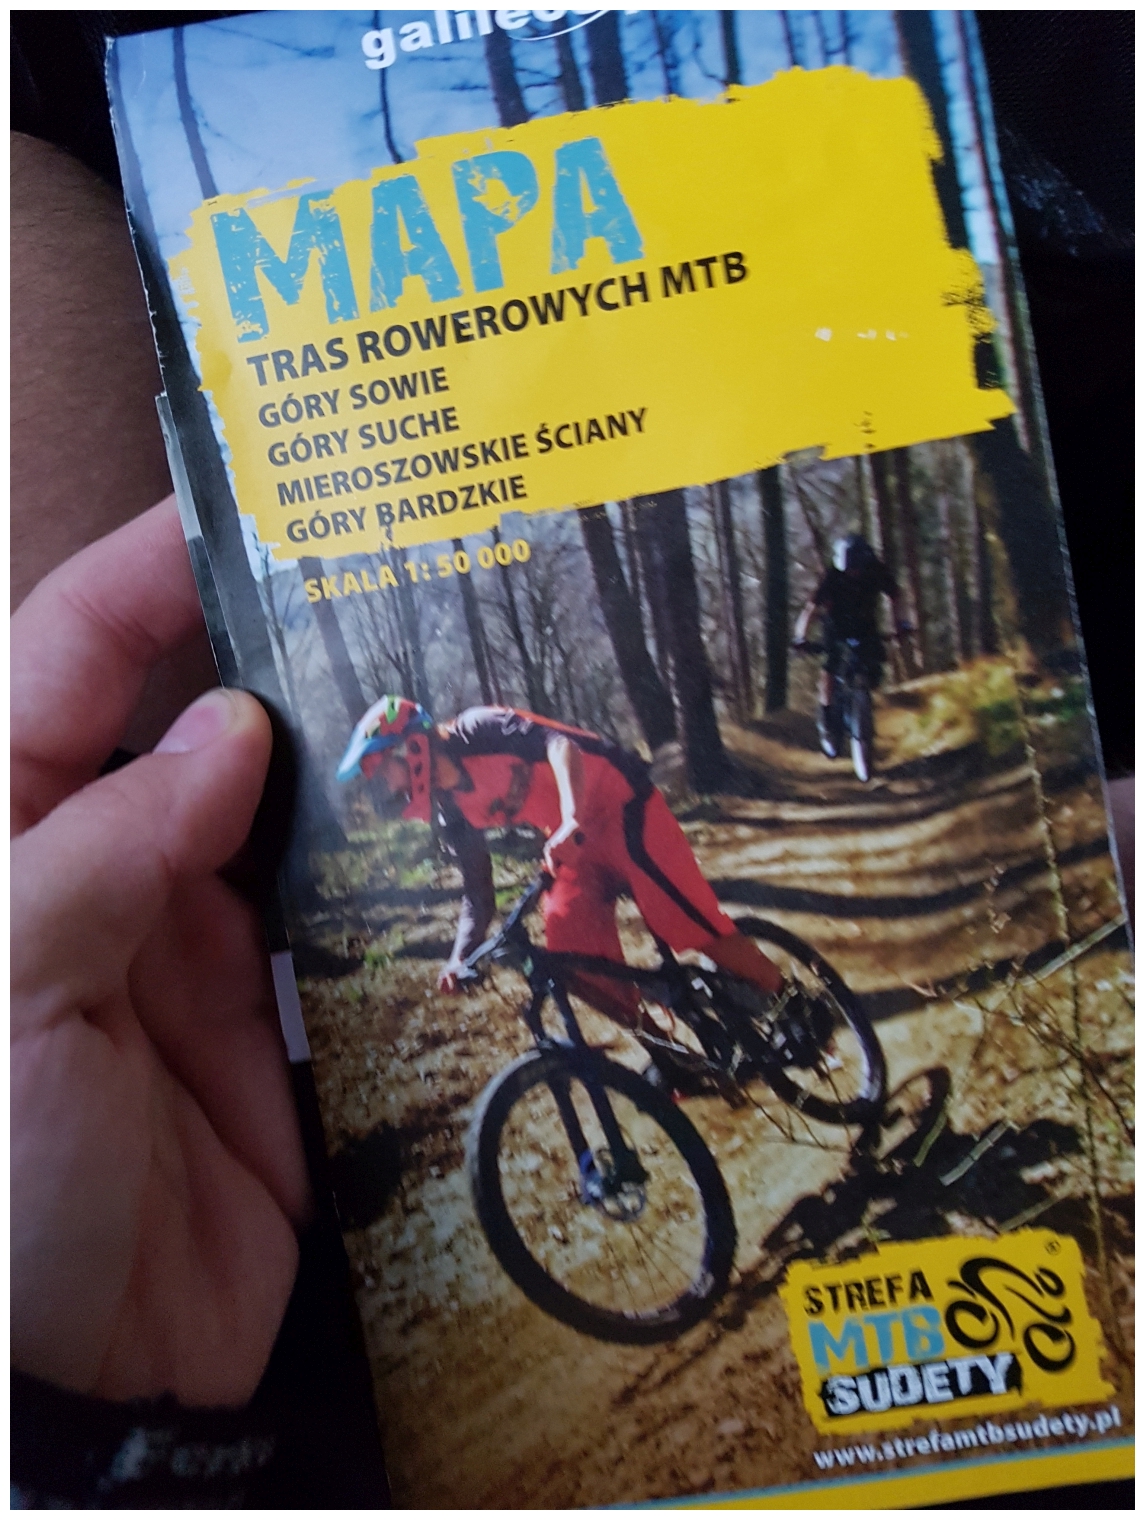 galileos
MAPA
TRAS ROWEROWYCH MTB
GÓRY SOWIE
GÓRY SUCHE
MIEROSZOWSKIE ŚCIANY
GÓRY BARDZKIE
SKALA 1: 50 000
STREFA
MTB
SUDETY
®
www.strefamtbsudety.pl